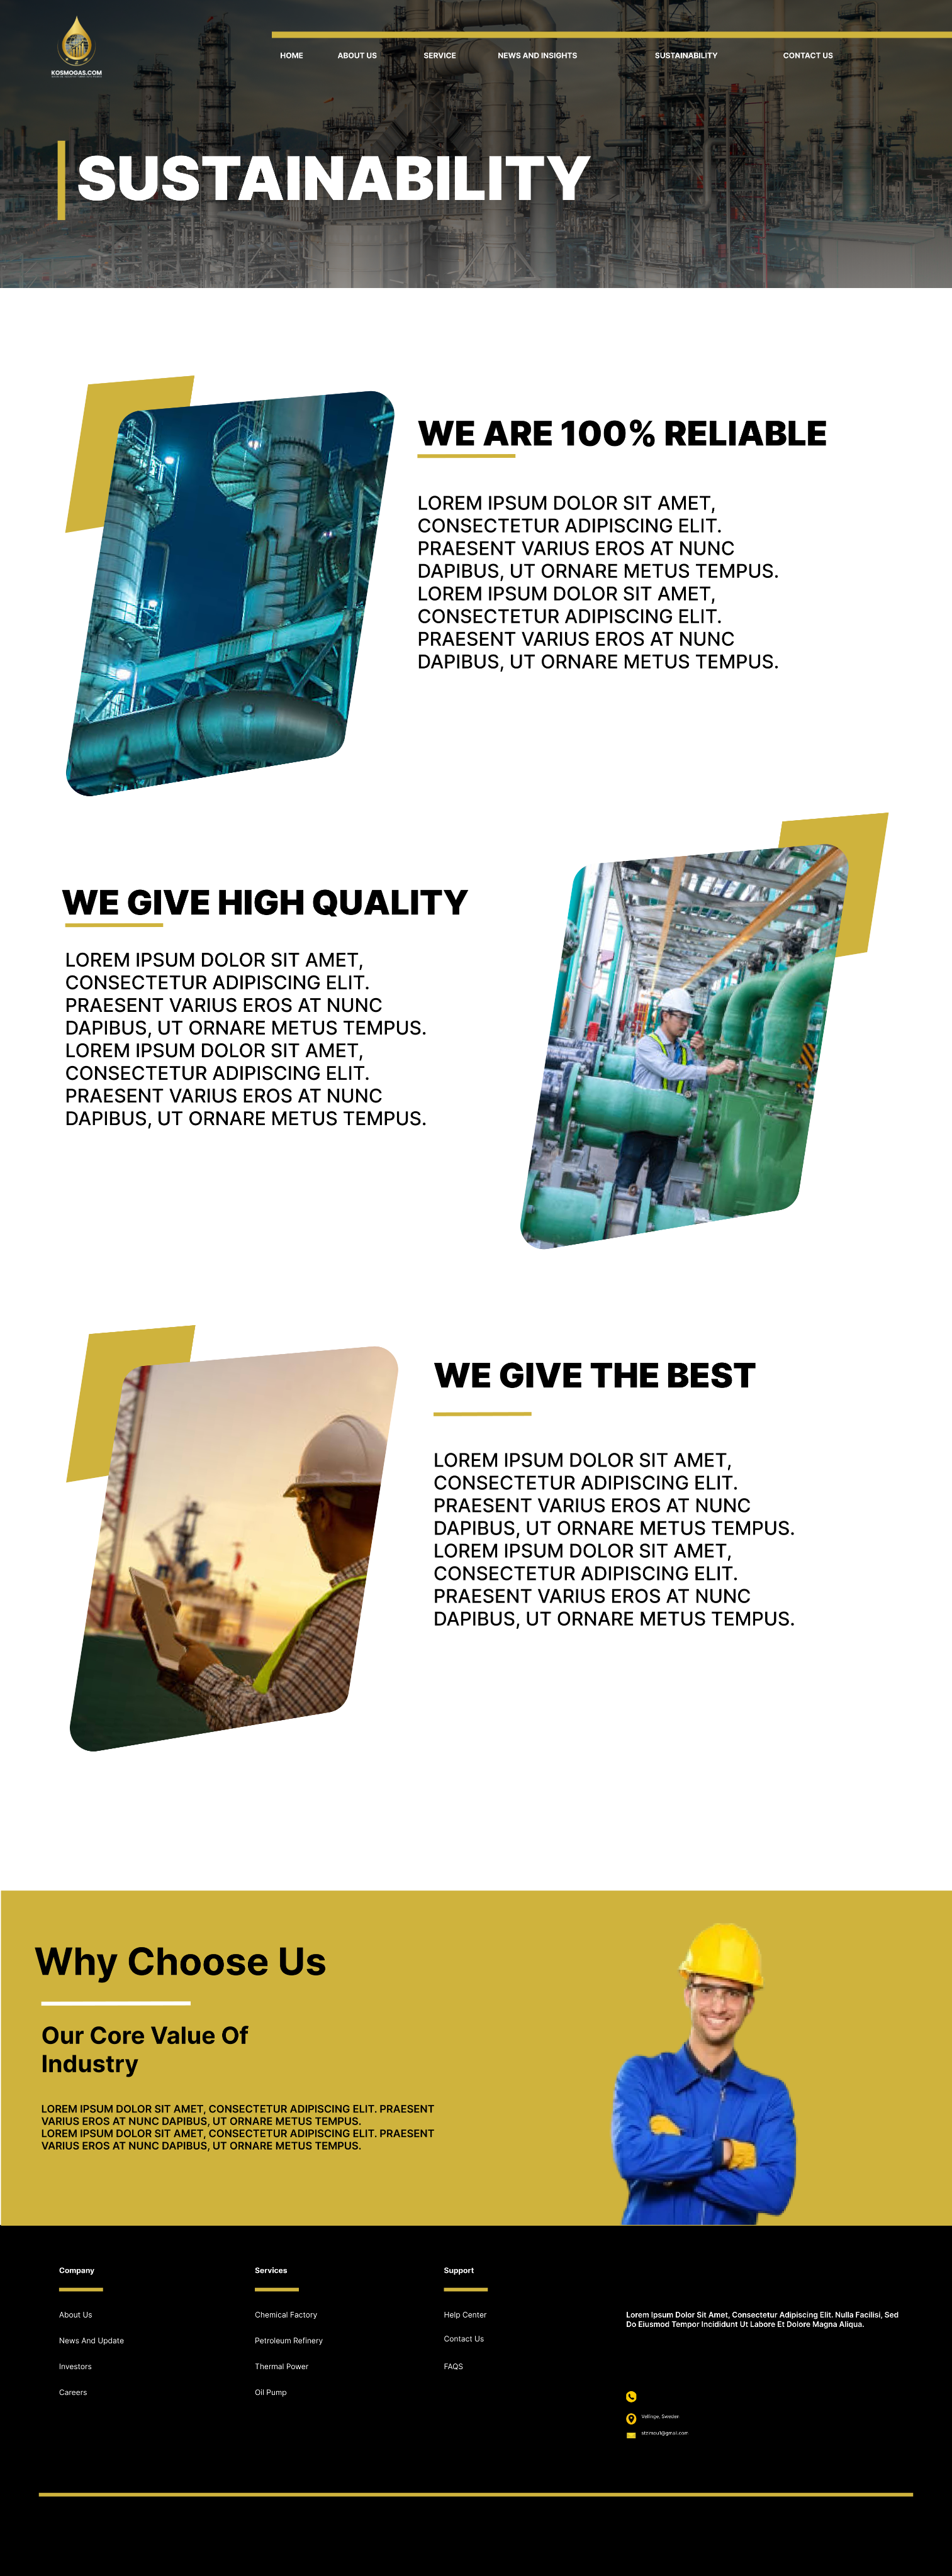 KOSMOGAS.COM
HOME
ABOUT US
SERVICE
NEWS AND INSIGHTS
SUSTAINABILITY
CONTACT US
SUSTAINABILITY
WE ARE 100% RELIABLE
LOREM IPSUM DOLOR SIT AMET,
CONSECTETUR ADIPISCING ELIT.
PRAESENT VARIUS EROS AT NUNC
DAPIBUS, UT ORNARE METUS TEMPUS.
LOREM IPSUM DOLOR SIT AMET,
CONSECTETUR ADIPISCING ELIT.
PRAESENT VARIUS EROS AT NUNC
DAPIBUS, UT ORNARE METUS TEMPUS.
WE GIVE HIGH QUALITY
LOREM IPSUM DOLOR SIT AMET,
CONSECTETUR ADIPISCING ELIT.
PRAESENT VARIUS EROS AT NUNC
DAPIBUS, UT ORNARE METUS TEMPUS.
LOREM IPSUM DOLOR SIT AMET,
CONSECTETUR ADIPISCING ELIT.
PRAESENT VARIUS EROS AT NUNC
DAPIBUS, UT ORNARE METUS TEMPUS.
WE GIVE THE BEST
LOREM IPSUM DOLOR SIT AMET,
CONSECTETUR ADIPISCING ELIT.
PRAESENT VARIUS EROS AT NUNC
DAPIBUS, UT ORNARE METUS TEMPUS.
LOREM IPSUM DOLOR SIT AMET,
CONSECTETUR ADIPISCING ELIT.
PRAESENT VARIUS EROS AT NUNC
DAPIBUS, UT ORNARE METUS TEMPUS.
Why Choose Us
Our Core Value Of
Industry
LOREM IPSUM DOLOR SIT AMET, CONSECTETUR ADIPISCING ELIT. PRAESENT
VARIUS EROS AT NUNC DAPIBUS, UT ORNARE METUS TEMPUS.
LOREM IPSUM DOLOR SIT AMET, CONSECTETUR ADIPISCING ELIT. PRAESENT
VARIUS EROS AT NUNC DAPIBUS, UT ORNARE METUS TEMPUS.
Company
About Us
News And Update
Investors
Careers
Services
Chemical Factory
Petroleum Refinery
Thermal Power
Oil Pump
Support
Help Center
Contact Us
FAQS
Lorem Ipsum Dolor Sit Amet, Consectetur Adipiscing Elit. Nulla Facilisi, Sed
Do Eiusmod Tempor Incididunt Ut Labore Et Dolore Magna Aliqua.
Vellinge, Sweden